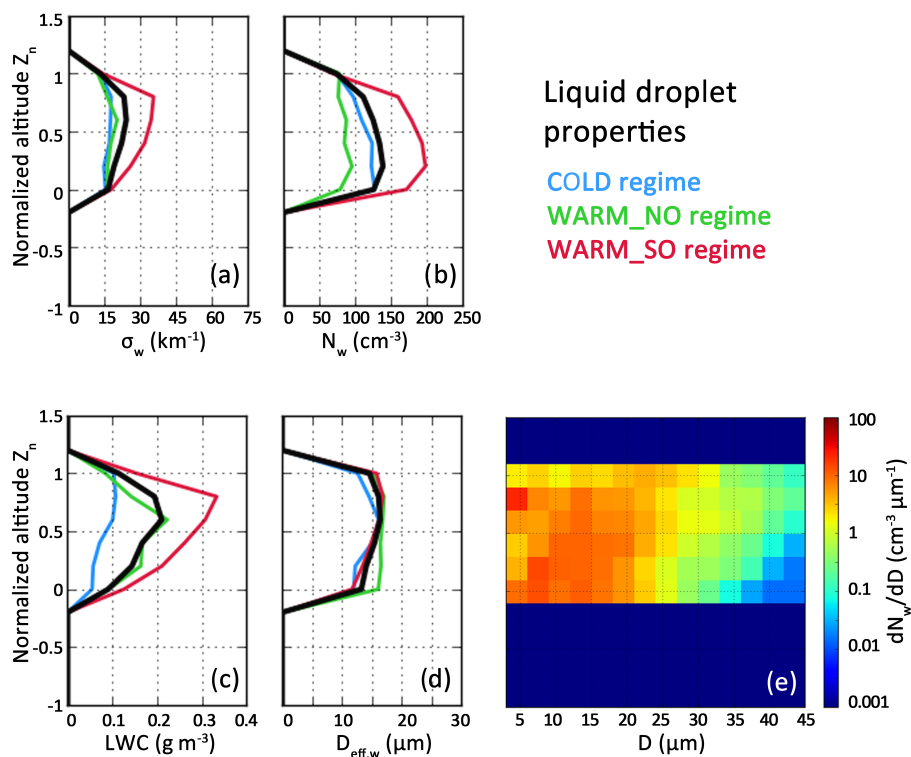 1.5
1
0.5
0
-0.5
-1
Normalized altitude Zn
(a)
0 15 30 45 60 75
σw (km-1)
(b)
0 50 100 150 200 250
Nw (cm-3)
Liquid droplet
properties
COLD regime
WARM_NO regime
WARM_SO regime
1.5
1
0.5
0
-0.5
-1
Normalized altitude Zn
(c)
0 0.1 0.2 0.3 0.4
LWC (g m-3)
(d)
0 10 20 30
Deff,w (μm)
(e)
5 10 15 20 25 30 35 40 45
D (μm)
100
10
1
0.1
0.01
0.001
dNw/dD (cm-3 μm-1)